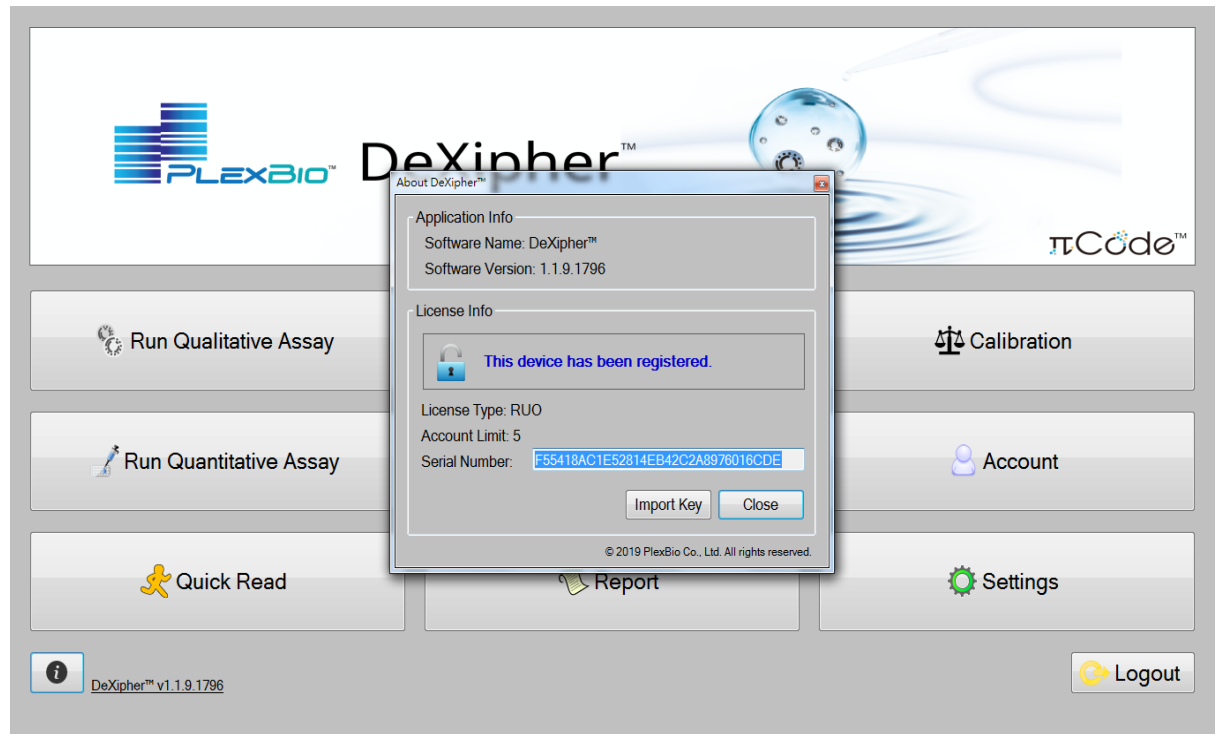 PLEXBIO™
DeXipher™
πCode™
About DeXipher™
Application Info
Software Name: DeXipher™
Software Version: 1.1.9.1796
License Info
This device has been registered.
License Type: RUO
Account Limit: 5
Serial Number: F55418AC1E52814EB42C2A8976016CDE
Import Key Close
© 2019 PlexBio Co., Ltd. All rights reserved.
Run Qualitative Assay
Calibration
Run Quantitative Assay
Account
Quick Read
Report
Settings
DeXipher™ v1.1.9.1796
Logout